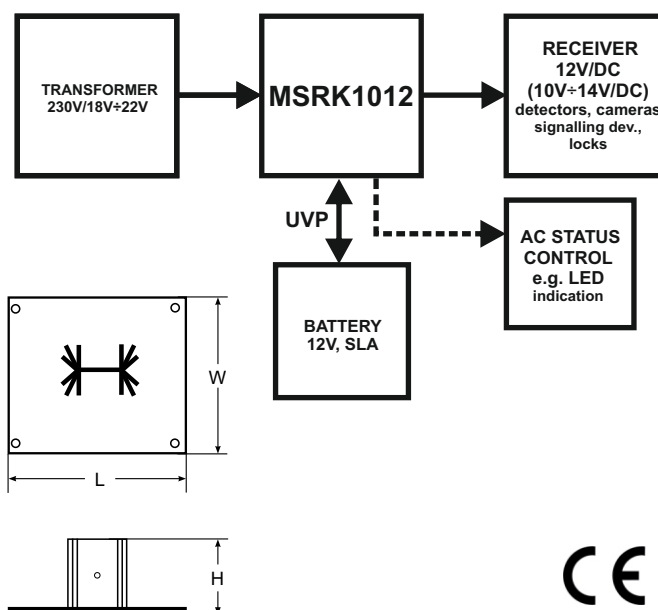 TRANSFORMER
230V/18V÷22V
MSRK1012
RECEIVER
12V/DC
(10V÷14V/DC)
detectors, cameras
signalling dev.,
locks
UVP
AC STATUS
CONTROL
e.g. LED
indication
BATTERY
12V, SLA
W
L
H
CE